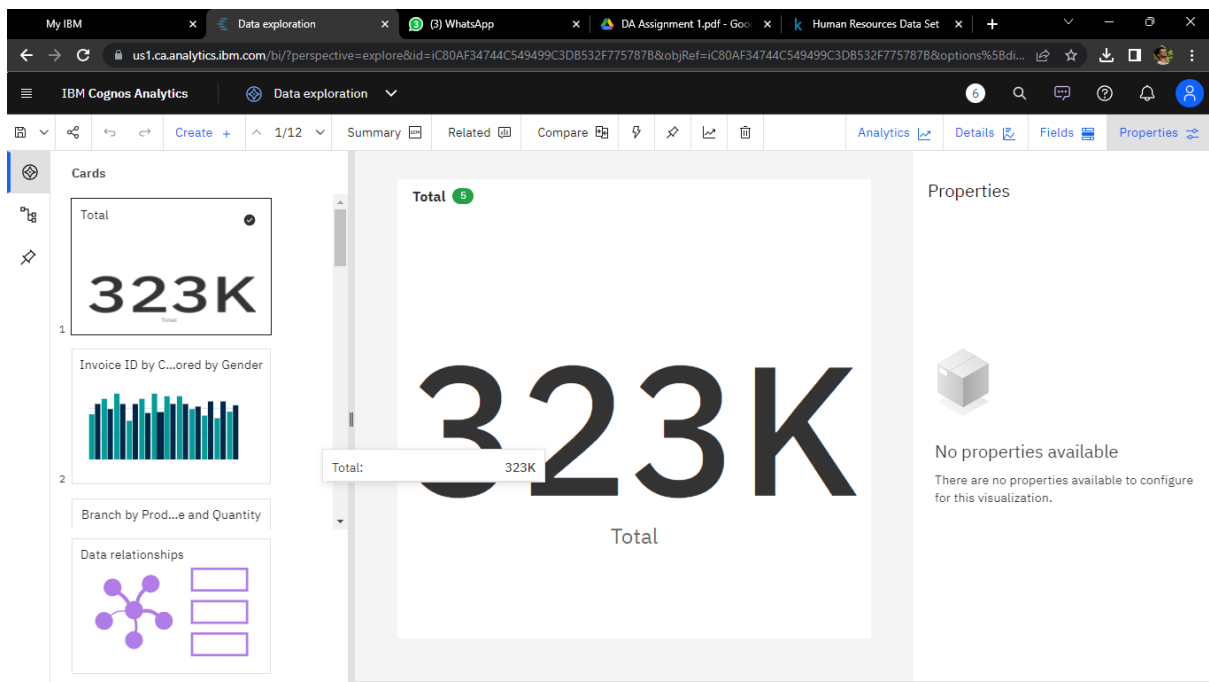 My IBM
Data exploration
(3) WhatsApp
DA Assignment 1.pdf - Goo
Human Resources Data Set
us1.ca.analytics.ibm.com/bi/?perspective=explore&id=iC80AF34744C549499C3DB532F775787B&objRef=iC80AF34744C549499C3DB532F775787B&options%5Bdi...
IBM Cognos Analytics
Data exploration
6
1/12
Create +
Summary
Related
Compare
Analytics
Details
Fields
Properties
Cards
Total
323K
Total
1
Invoice ID by C...ored by Gender
2
Branch by Prod...e and Quantity
Data relationships
Total 5
323K
Total: 323K
Total
Properties
No properties available
There are no properties available to configure
for this visualization.